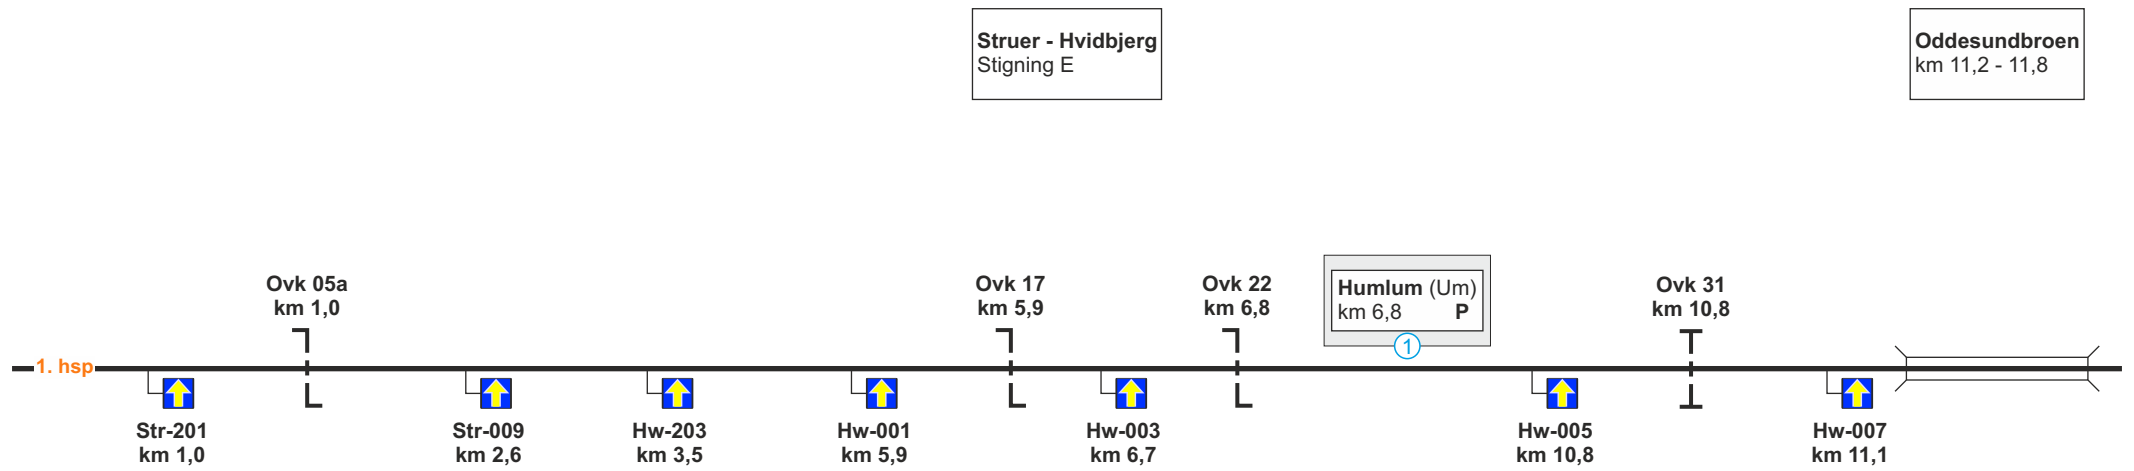 Struer - Hvidbjerg
Stigning E
Oddesundbroen
km 11,2 - 11,8
Ovk 05a
km 1,0
Ovk 17
km 5,9
Ovk 22
km 6,8
Humlum (Um)
km 6,8 P
1
Ovk 31
km 10,8
1. hsp
Str-201
km 1,0
Str-009
km 2,6
Hw-203
km 3,5
Hw-001
km 5,9
Hw-003
km 6,7
Hw-005
km 10,8
Hw-007
km 11,1